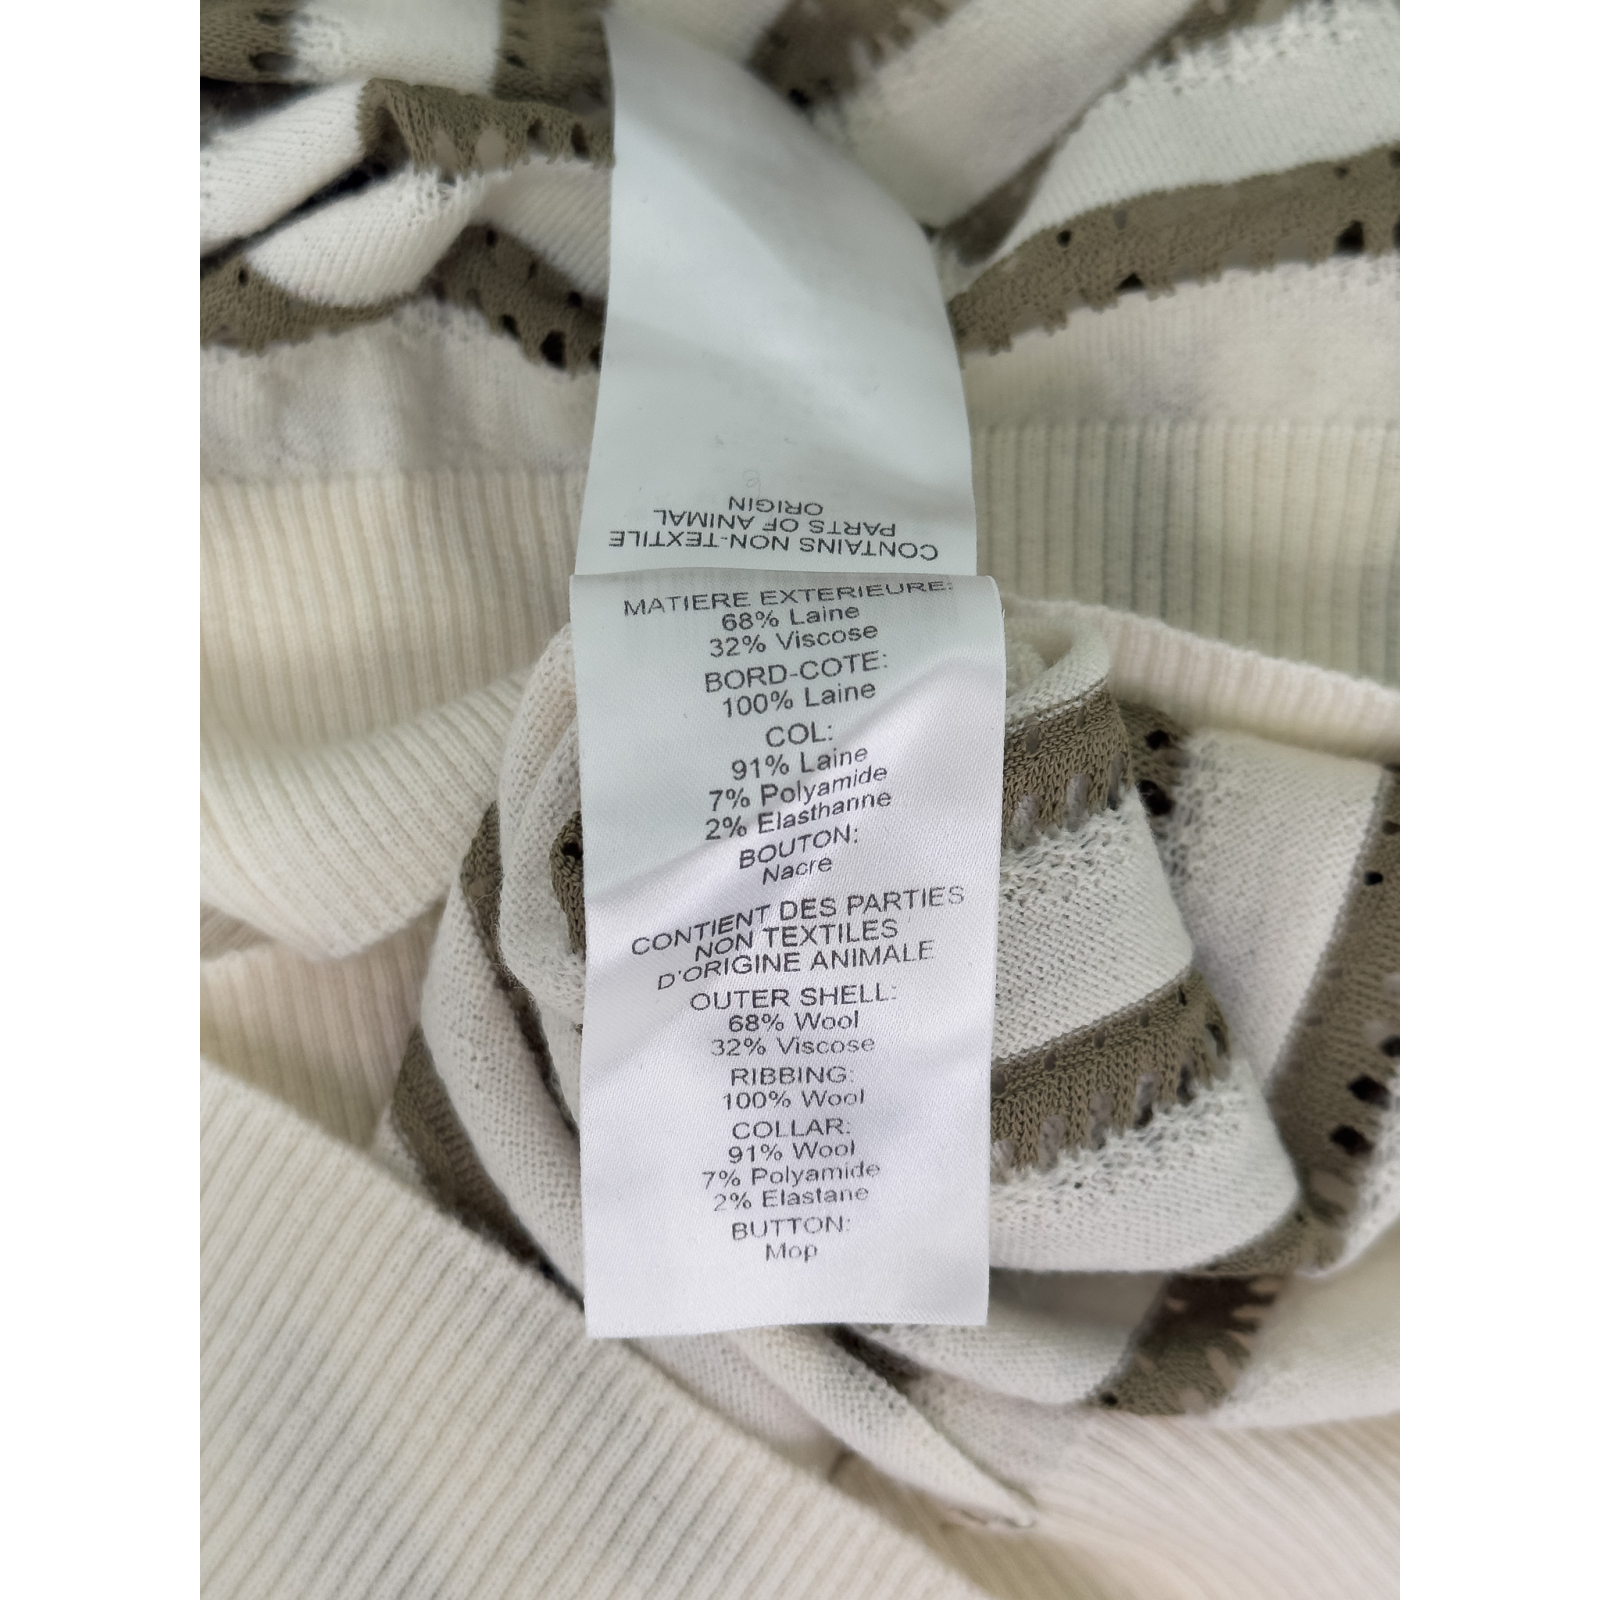 CONTAINS NON-TEXTILE
PARTS OF ANIMAL
ORIGIN
MATIERE EXTERIEURE:
68% Laine
32% Viscose
BORD-COTE:
100% Laine
COL:
91% Laine
7% Polyamide
2% Elasthanne
BOUTON:
Nacre
CONTIENT DES PARTIES
NON TEXTILES
D'ORIGINE ANIMALE
OUTER SHELL:
68% Wool
32% Viscose
RIBBING:
100% Wool
COLLAR:
91% Wool
7% Polyamide
2% Elastane
BUTTON:
Mop